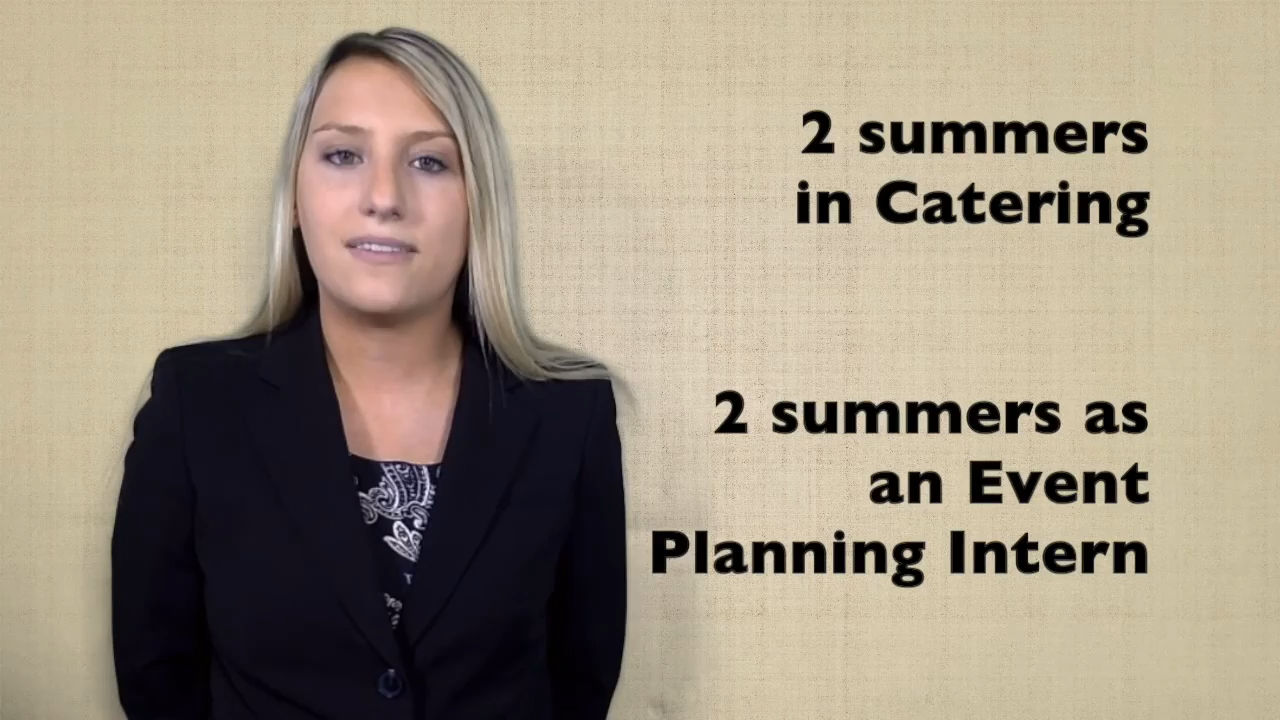 2 summers
in Catering
2 summers as
an Event
Planning Intern